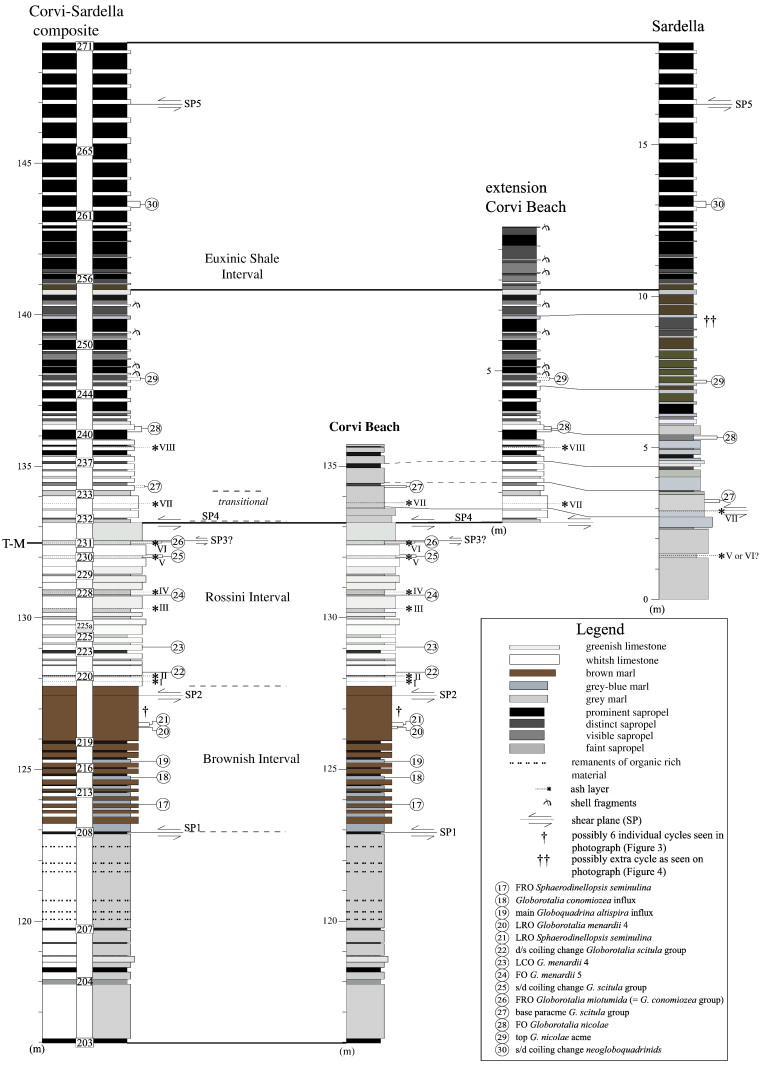 Corvi-Sardella
composite
Sardella
extension
Corvi Beach
Corvi Beach
271
265
261
256
250
244
240
237
233
232
231
230
229
228
225a
225
223
220
219
216
213
208
207
204
203
145
140
135
130
125
120
(m)
T-M
SP5
30
29
28
VIII
27
VII
SP4
26
SP3?
VI
25
V
IV
24
III
23
22
II
I
SP2
†
21
20
19
18
17
SP1
Euxinic Shale
Interval
transitional
Rossini Interval
Brownish Interval
135
130
125
120
(m)
27
VII
SP4
26
SP3?
VI
25
V
IV
24
III
23
22
II
I
SP2
†
21
20
19
18
17
SP1
5
(m)
29
28
VIII
VII
15
10
5
0
(m)
SP5
30
††
29
28
27
VII
V or VI?
Legend
greenish limestone
whitsh limestone
brown marl
grey-blue marl
grey marl
prominent sapropel
distinct sapropel
visible sapropel
faint sapropel
remanents of organic rich
material
ash layer
shell fragments
shear plane (SP)
† possibly 6 individual cycles seen in
photograph (Figure 3)
†† possibly extra cycle as seen on
photograph (Figure 4)
17 FRO Sphaerodinellopsis seminulina
18 Globorotalia conomiozea influx
19 main Globoquadrina altispira influx
20 LRO Globorotalia menardii 4
21 LRO Sphaerodinellopsis seminulina
22 d/s coiling change Globorotalia scitula group
23 LCO G. menardii 4
24 FO G. menardii 5
25 s/d coiling change G. scitula group
26 FRO Globorotalia miotumida (= G. conomiozea group)
27 base paracme G. scitula group
28 FO Globorotalia nicolae
29 top G. nicolae acme
30 s/d coiling change neogloboquadrinids